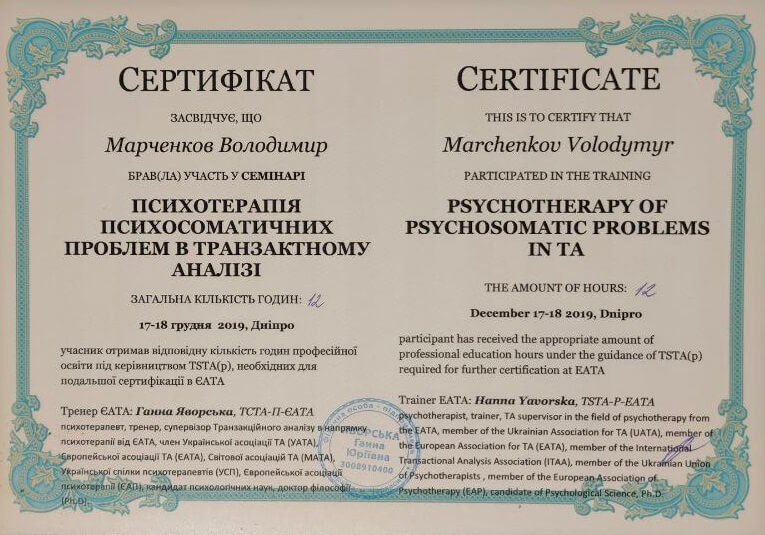 СЕРТИФІКАТ
ЗАСВІДЧУЄ, ЩО
Марченков Володимир
БРАВ(ЛА) УЧАСТЬ У СЕМІНАРІ
ПСИХОТЕРАПІЯ
ПСИХОСОМАТИЧНИХ
ПРОБЛЕМ В ТРАНЗАКТНОМУ
АНАЛІЗІ
ЗАГАЛЬНА КІЛЬКІСТЬ ГОДИН: 12
17-18 грудня 2019, Дніпро
учасник отримав відповідну кількість годин професійної
освіти під керівництвом TSTA(p), необхідних для
подальшої сертифікації в ЄАТА
Тренер ЄАТА: Ганна Яворська, ТСТА-П-ЄАТА
психотерапевт, тренер, супервізор Транзакційного аналізу в напрямку
психотерапії від ЄАТА, член Української асоціації ТА (УАТА),
Європейської асоціації ТА (ЕАТА), Світової асоціації ТА (МАТА),
Української спілки психотерапевтів (УСП), Європейської асоціації
психотерапії (ЕАП), кандидат психологічних наук, доктор філософії
(Ph.D).
CERTIFICATE
THIS IS TO CERTIFY THAT
Marchenkov Volodymyr
PARTICIPATED IN THE TRAINING
PSYCHOTHERAPY OF
PSYCHOSOMATIC PROBLEMS
IN TA
THE AMOUNT OF HOURS: 12
December 17-18 2019, Dnipro
participant has received the appropriate amount of
professional education hours under the guidance of TSTA(p)
required for further certification at EATA
Trainer EATA: Hanna Yavorska, TSTA-P-EATA
psychotherapist, trainer, TA supervisor in the field of psychotherapy from
the EATA, member of the Ukrainian Association for TA (UATA), member of
the European Association for TA (EATA), member of the International
Transactional Analysis Association (ITAA), member of the Ukrainian Union
of Psychotherapists , member of the European Association of
Psychotherapy (EAP), candidate of Psychological Science, Ph.D.
ЯВОРСЬКА
Ганна
Юріївна
3008910400